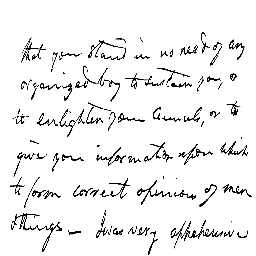 that you stand in no need of any
organized body to sustain you, or
to enlighten your councils, or to
give you information upon which
to form correct opinions of men
& things — I was very apprehensive